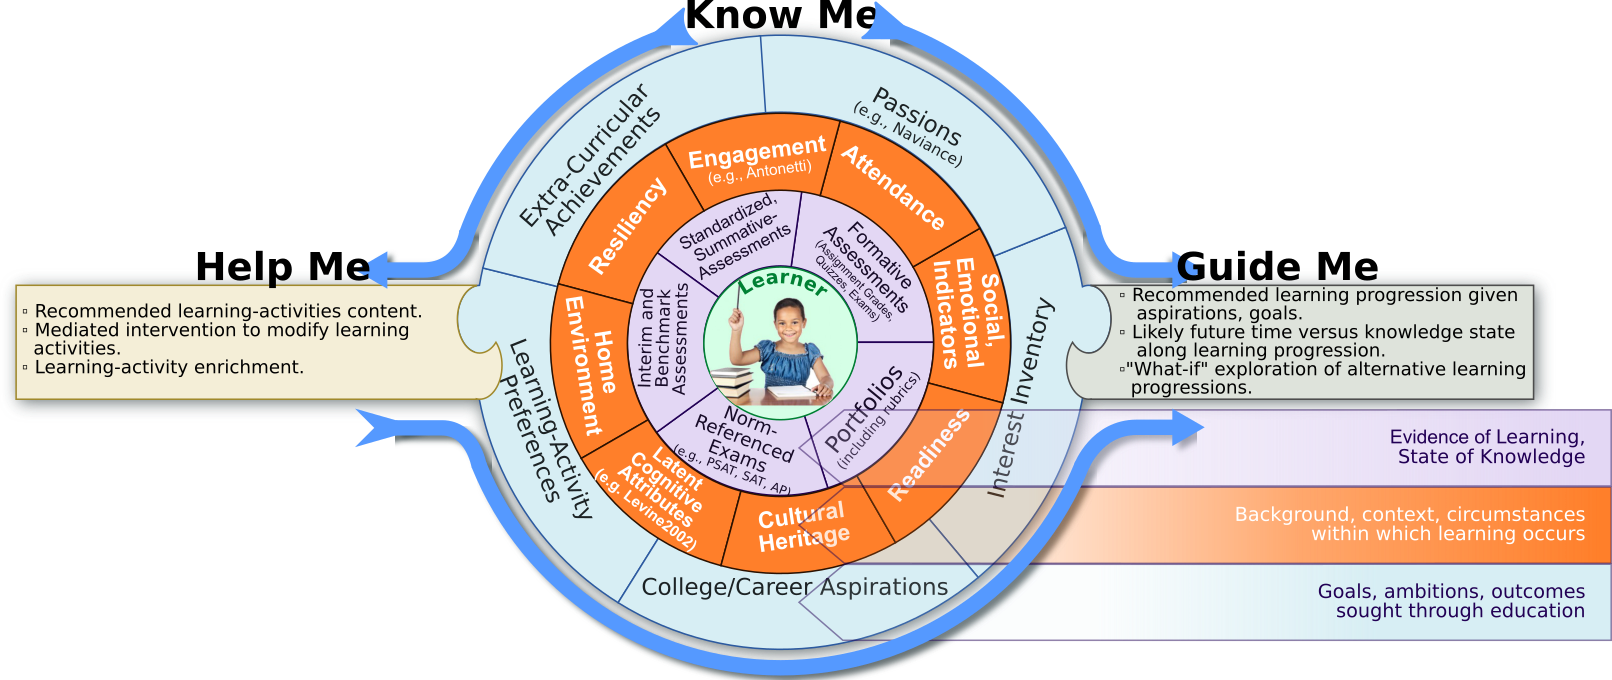 Know Me
Extra-Curricular
Achievements
Passions
(e.g., Naviance)
Engagement
(e.g., Antonetti)
Attendance
Resiliency
Standardized,
Summative-
Assessments
Formative
Assessments
(Assignment Grades,
Quizzes, Exams)
Social,
Emotional
Indicators
Learner
Help Me
▫ Recommended learning-activities content.
▫ Mediated intervention to modify learning
activities.
▫ Learning-activity enrichment.
Guide Me
▫ Recommended learning progression given
aspirations, goals.
▫ Likely future time versus knowledge state
along learning progression.
▫"What-if" exploration of alternative learning
progressions.
Home
Environment
Interim and
Benchmark
Assessments
Interest Inventory
Learning-Activity
Preferences
Norm-
Referenced
Exams
(e.g., PSAT, SAT, AP)
Portfolios
(including rubrics)
Readiness
Latent
Cognitive
Attributes
(e.g. Levine2002)
Cultural
Heritage
College/Career Aspirations
Evidence of Learning,
State of Knowledge
Background, context, circumstances
within which learning occurs
Goals, ambitions, outcomes
sought through education